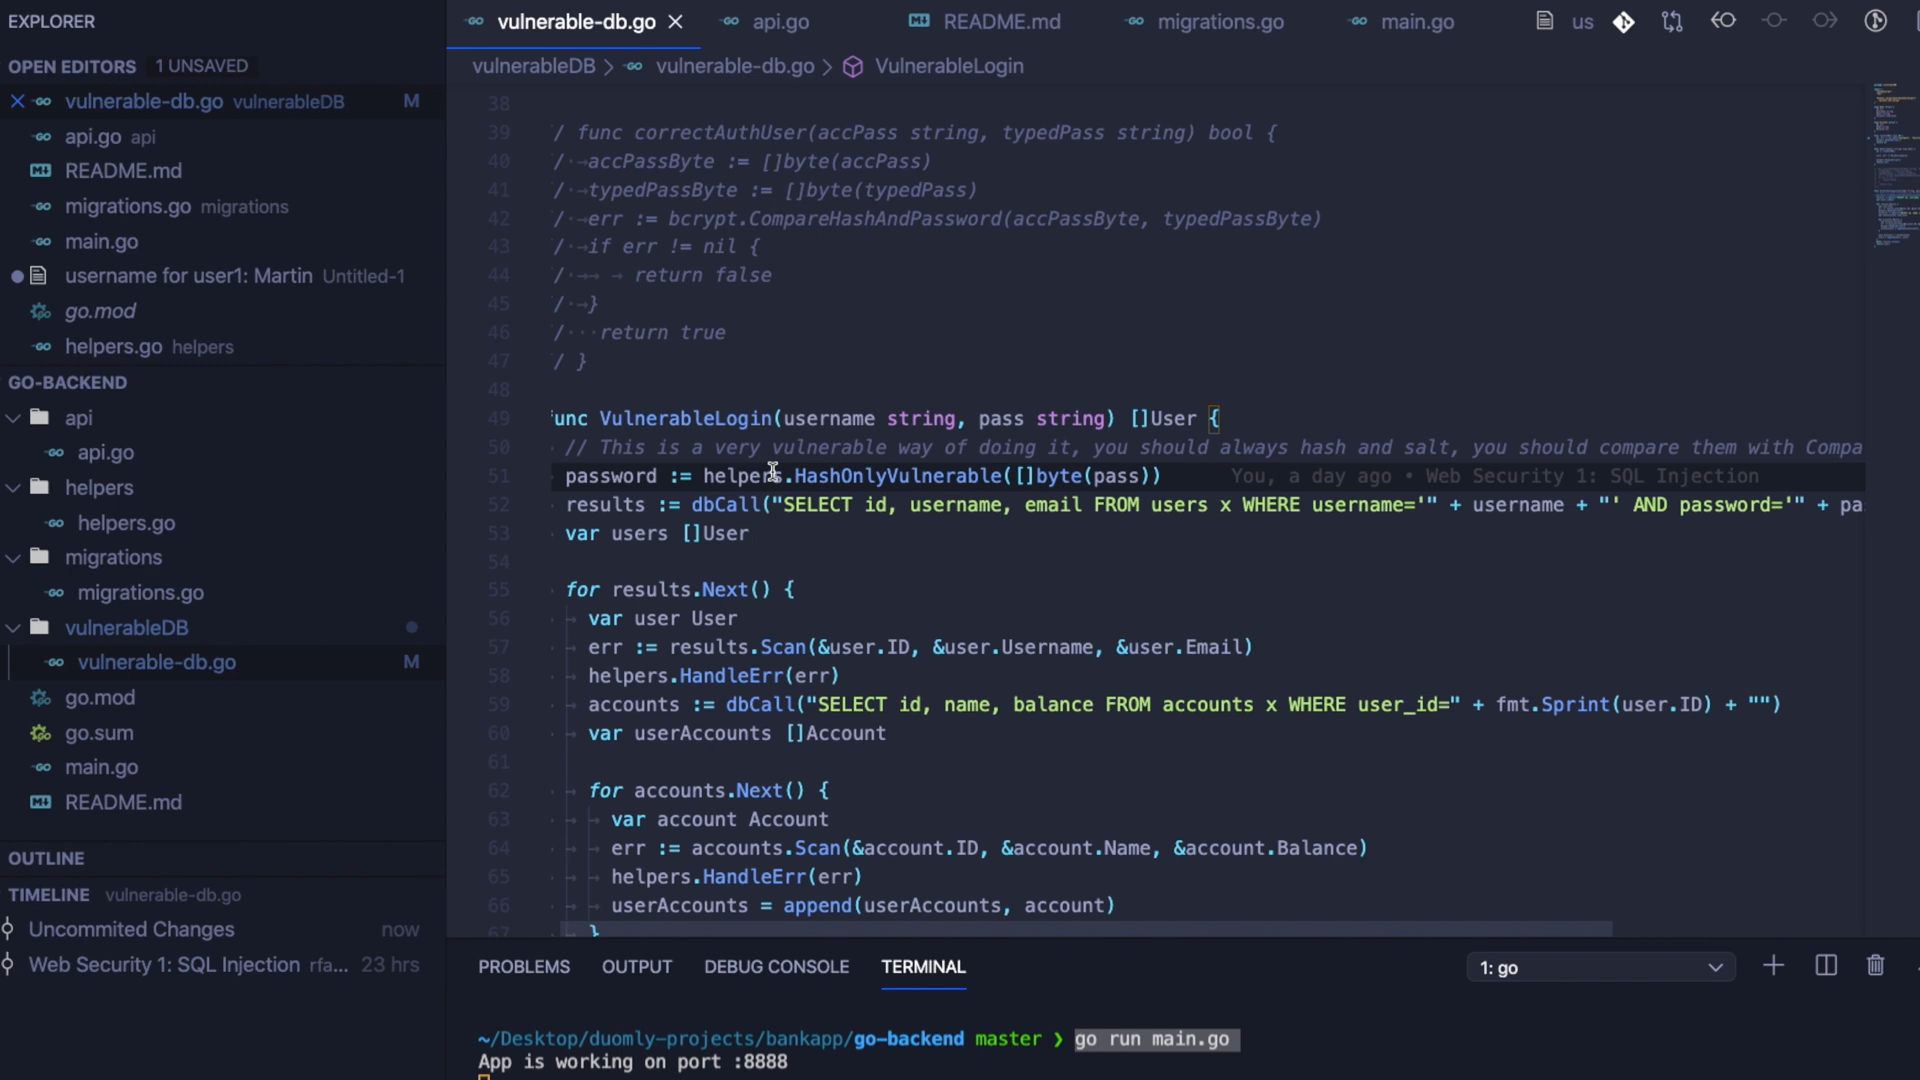 EXPLORER
OPEN EDITORS 1 UNSAVED
vulnerable-db.go vulnerableDB M
api.go api
README.md
migrations.go migrations
main.go
username for user1: Martin Untitled-1
go.mod
helpers.go helpers
GO-BACKEND
api
api.go
helpers
helpers.go
migrations
migrations.go
vulnerableDB
vulnerable-db.go M
go.mod
go.sum
main.go
README.md
OUTLINE
TIMELINE vulnerable-db.go
Uncommited Changes now
Web Security 1: SQL Injection rfa... 23 hrs
vulnerable-db.go api.go README.md migrations.go main.go us
vulnerableDB > vulnerable-db.go > VulnerableLogin
38
39 / func correctAuthUser(accPass string, typedPass string) bool {
40 / accPassByte := []byte(accPass)
41 / typedPassByte := []byte(typedPass)
42 / err := bcrypt.CompareHashAndPassword(accPassByte, typedPassByte)
43 / if err != nil {
44 / return false
45 / }
46 / return true
47 / }
48
49 unc VulnerableLogin(username string, pass string) []User {
50 // This is a very vulnerable way of doing it, you should always hash and salt, you should compare them with Compa
51 password := helpers.HashOnlyVulnerable([]byte(pass)) You, a day ago • Web Security 1: SQL Injection
52 results := dbCall("SELECT id, username, email FROM users x WHERE username='" + username + "' AND password='" + pa
53 var users []User
54
55 for results.Next() {
56 var user User
57 err := results.Scan(&user.ID, &user.Username, &user.Email)
58 helpers.HandleErr(err)
59 accounts := dbCall("SELECT id, name, balance FROM accounts x WHERE user_id=" + fmt.Sprint(user.ID) + "")
60 var userAccounts []Account
61
62 for accounts.Next() {
63 var account Account
64 err := accounts.Scan(&account.ID, &account.Name, &account.Balance)
65 helpers.HandleErr(err)
66 userAccounts = append(userAccounts, account)
67 }
PROBLEMS OUTPUT DEBUG CONSOLE TERMINAL 1: go
~/Desktop/duomly-projects/bankapp/go-backend master ❯ go run main.go
App is working on port :8888